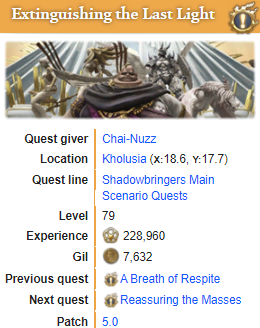 Extinguishing the Last Light
Quest giver Chai-Nuzz
Location Kholusia (X:18.6, Y:17.7)
Quest line Shadowbringers Main
Scenario Quests
Level 79
Experience 228,960
Gil 7,632
Previous quest A Breath of Respite
Next quest Reassuring the Masses
Patch 5.0